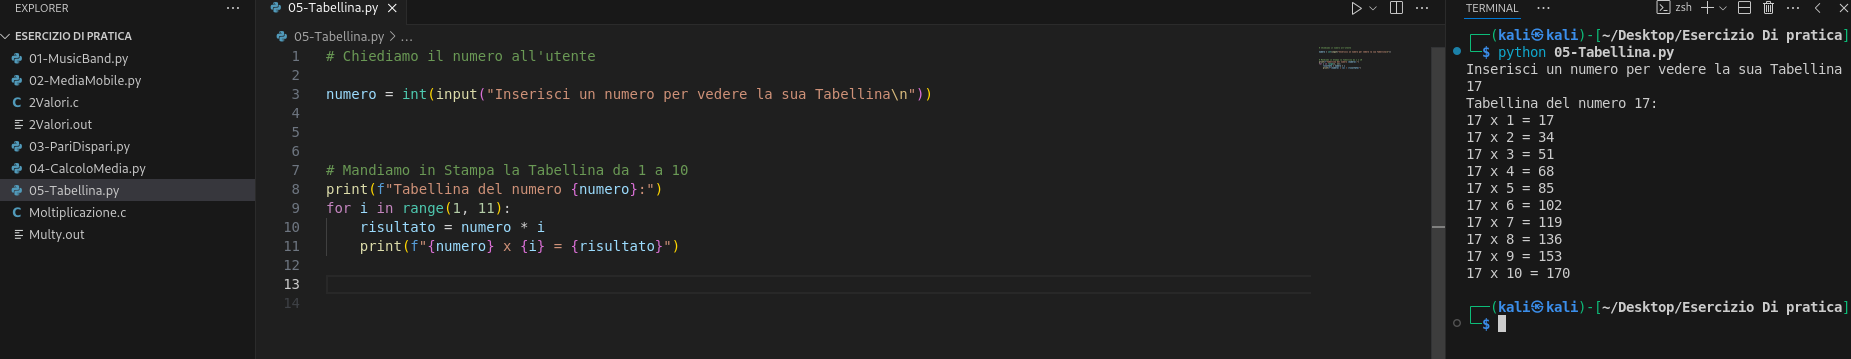 EXPLORER ...
ESERCIZIO DI PRATICA
01-MusicBand.py
02-MediaMobile.py
2Valori.c
2Valori.out
03-PariDispari.py
04-CalcoloMedia.py
05-Tabellina.py
Moltiplicazione.c
Multy.out
05-Tabellina.py
05-Tabellina.py > ...
1 # Chiediamo il numero all'utente
2
3 numero = int(input("Inserisci un numero per vedere la sua Tabellina\n"))
4
5
6
7 # Mandiamo in Stampa la Tabellina da 1 a 10
8 print(f"Tabellina del numero {numero}:")
9 for i in range(1, 11):
10 risultato = numero * i
11 print(f"{numero} x {i} = {risultato}")
12
13
14
TERMINAL ... zsh
(kali㉿kali)-[~/Desktop/Esercizio Di pratica]
$ python 05-Tabellina.py
Inserisci un numero per vedere la sua Tabellina
17
Tabellina del numero 17:
17 x 1 = 17
17 x 2 = 34
17 x 3 = 51
17 x 4 = 68
17 x 5 = 85
17 x 6 = 102
17 x 7 = 119
17 x 8 = 136
17 x 9 = 153
17 x 10 = 170
(kali㉿kali)-[~/Desktop/Esercizio Di pratica]
$